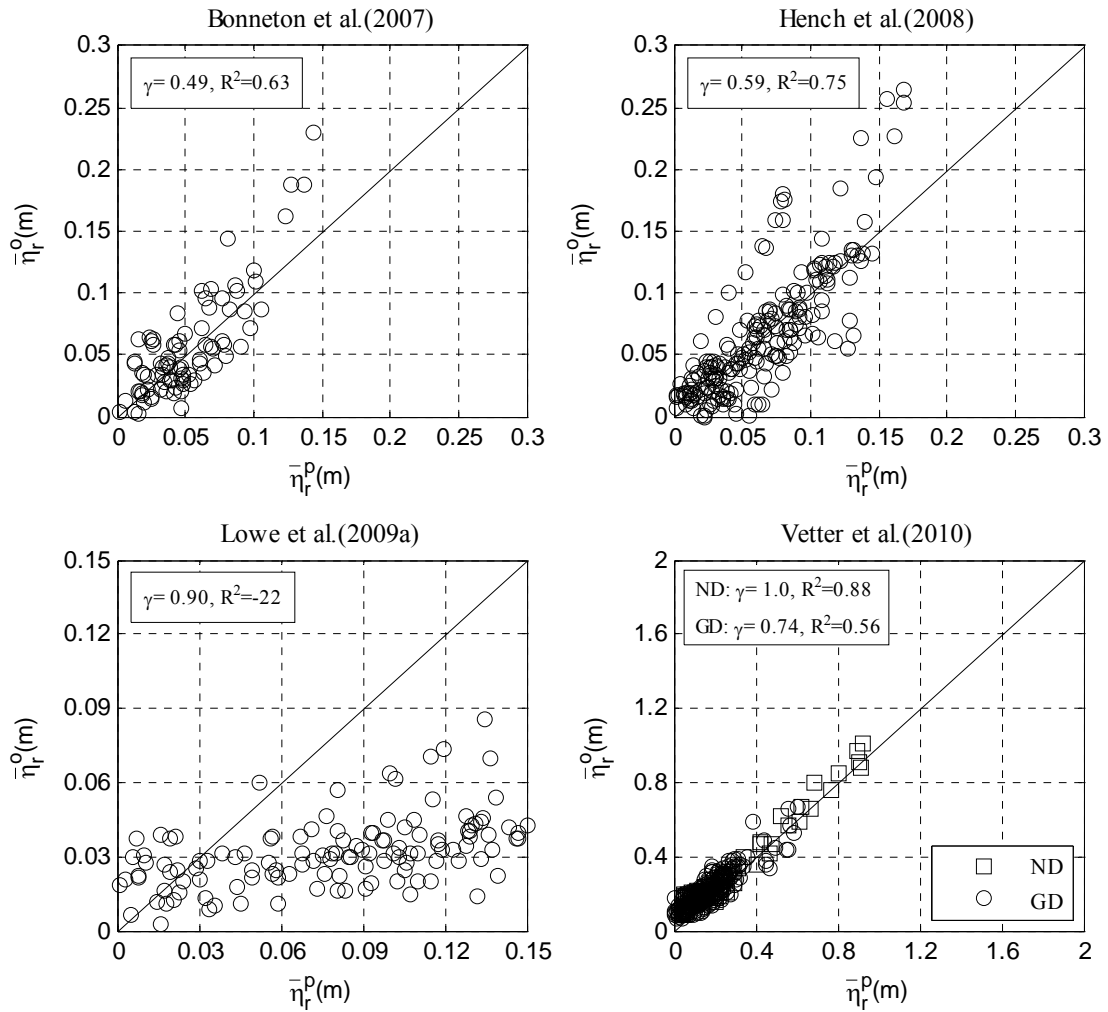 Bonneton et al.(2007)
γ= 0.49, R²=0.63
0.3
0.25
0.2
0.15
0.1
0.05
0
η̄ᵣᵒ(m)
0 0.05 0.1 0.15 0.2 0.25 0.3
η̄ᵣᵖ(m)
Hench et al.(2008)
γ= 0.59, R²=0.75
0.3
0.25
0.2
0.15
0.1
0.05
0
η̄ᵣᵒ(m)
0 0.05 0.1 0.15 0.2 0.25 0.3
η̄ᵣᵖ(m)
Lowe et al.(2009a)
γ= 0.90, R²=-22
0.15
0.12
0.09
0.06
0.03
0
η̄ᵣᵒ(m)
0 0.03 0.06 0.09 0.12 0.15
η̄ᵣᵖ(m)
Vetter et al.(2010)
ND: γ= 1.0, R²=0.88
GD: γ= 0.74, R²=0.56
2
1.6
1.2
0.8
0.4
0
η̄ᵣᵒ(m)
ND
GD
0 0.4 0.8 1.2 1.6 2
η̄ᵣᵖ(m)